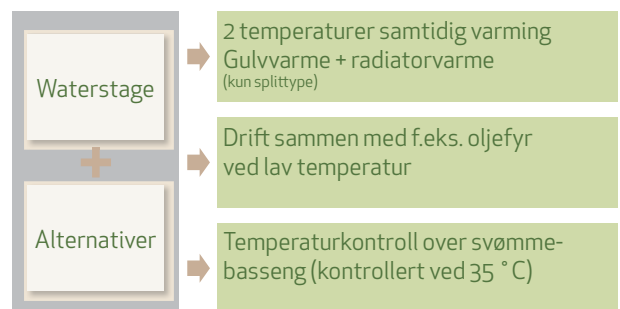 Waterstage
+
Alternativer
2 temperaturer samtidig varming
Gulvvarme + radiatorvarme
(kun splittype)
Drift sammen med f.eks. oljefyr
ved lav temperatur
Temperaturkontroll over svømme-
basseng (kontrollert ved 35 ˚C)